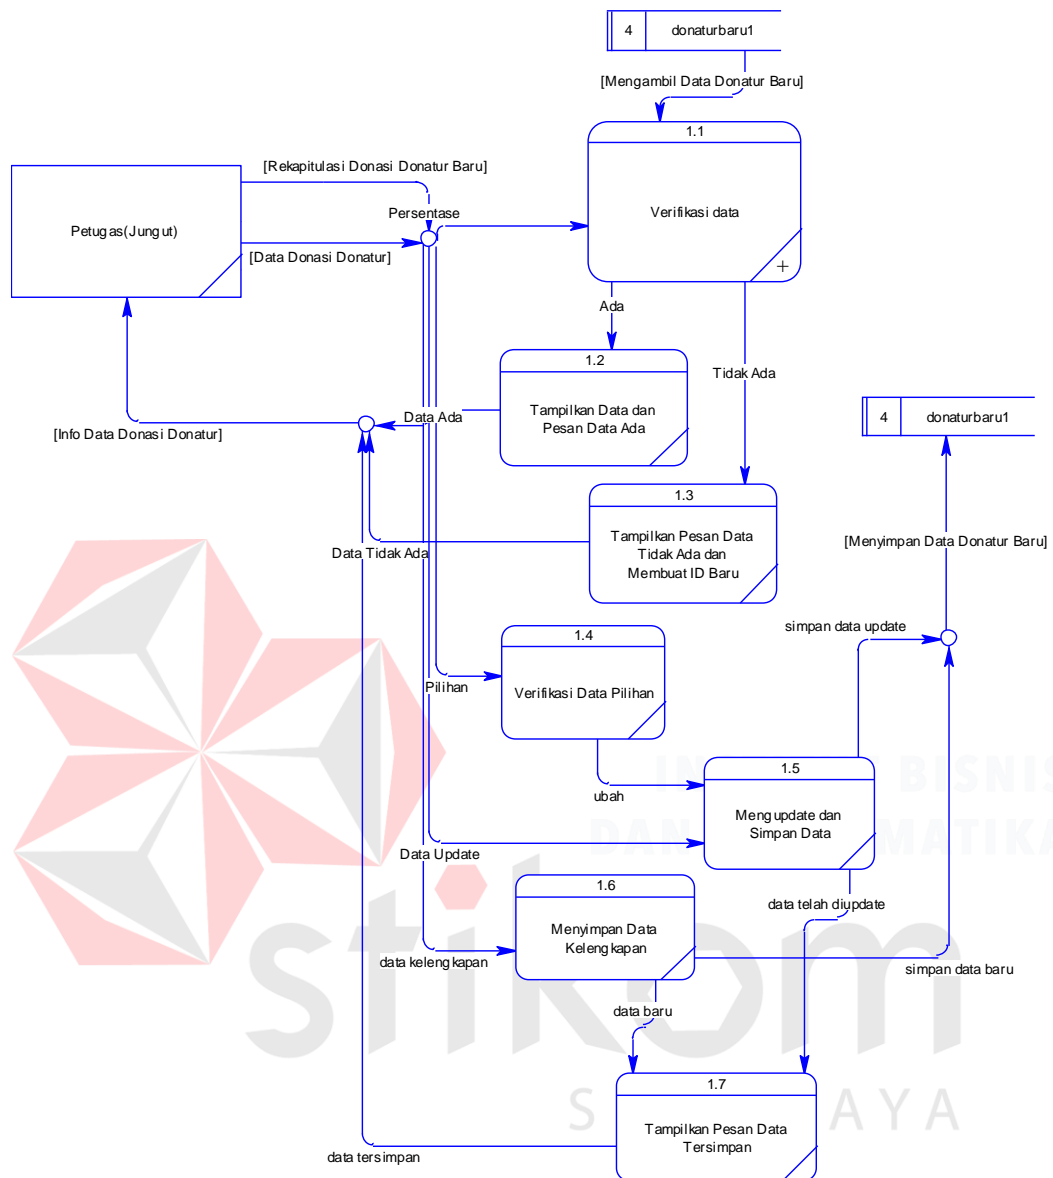 4 donaturbaru1
[Mengambil Data Donatur Baru]
1.1
Verifikasi data
+
[Rekapitulasi Donasi Donatur Baru]
Persentase
Petugas(Jungut)
[Data Donasi Donatur]
Ada
1.2
Tampilkan Data dan
Pesan Data Ada
Tidak Ada
Data Ada
[Info Data Donasi Donatur]
4 donaturbaru1
1.3
Tampilkan Pesan Data
Tidak Ada dan
Membuat ID Baru
Data Tidak Ada
[Menyimpan Data Donatur Baru]
1.4
Verifikasi Data Pilihan
Pilihan
simpan data update
ubah
1.5
Mengupdate dan
Simpan Data
BISNIS
DAN MATIKA
Data Update
1.6
Menyimpan Data
Kelengkapan
data kelengkapan
data telah diupdate
simpan data baru
stikom
data baru
1.7
Tampilkan Pesan Data
Tersimpan
S AYA
data tersimpan